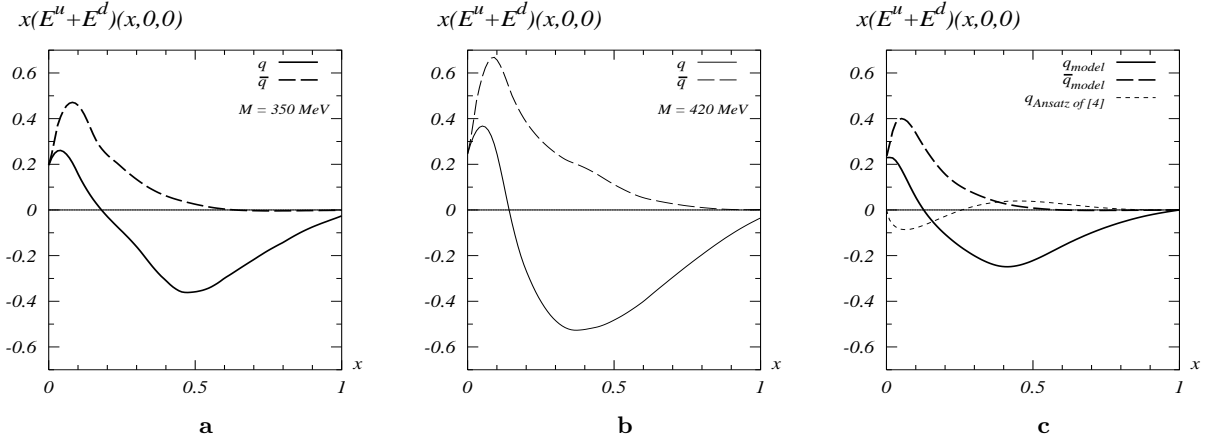 x(E^u+E^d)(x,0,0)
0.6
0.4
0.2
0
-0.2
-0.4
-0.6
q
q̅
M = 350 MeV
x
0
0.5
1
a
x(E^u+E^d)(x,0,0)
0.6
0.4
0.2
0
-0.2
-0.4
-0.6
q
q̅
M = 420 MeV
x
0
0.5
1
b
x(E^u+E^d)(x,0,0)
0.6
0.4
0.2
0
-0.2
-0.4
-0.6
q_model
q̅_model
q_Ansatz of [4]
x
0
0.5
1
c